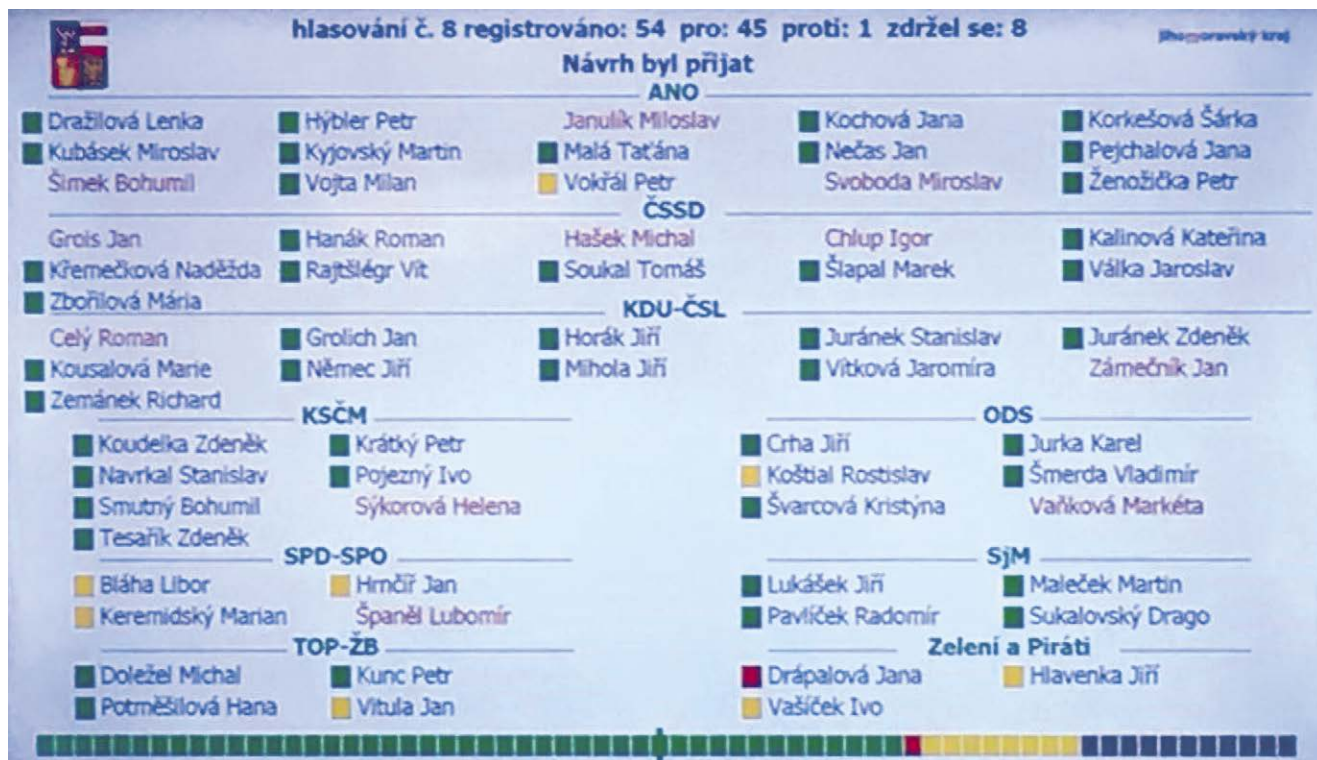 hlasování č. 8 registrováno: 54 pro: 45 proti: 1 zdržel se: 8
jihomoravský kraj
Návrh byl přijat
ANO
Dražilová Lenka Hýbler Petr Janulík Miloslav Kochová Jana Korkešová Šárka
Kubásek Miroslav Kyjovský Martin Malá Taťána Nečas Jan Pejchalová Jana
Šimek Bohumil Vojta Milan Vokřál Petr Svoboda Miroslav Ženožička Petr
ČSSD
Grois Jan Hanák Roman Hašek Michal Chlup Igor Kalinová Kateřina
Křemečková Naděžda Rajtšlégr Vít Soukal Tomáš Šlapal Marek Válka Jaroslav
Zbořilová Mária
KDU-ČSL
Celý Roman Grolich Jan Horák Jiří Juránek Stanislav Juránek Zdeněk
Kousalová Marie Němec Jiří Mihola Jiří Vítková Jaromíra Zámečník Jan
Zemánek Richard
KSČM ODS
Koudelka Zdeněk Krátký Petr Crha Jiří Jurka Karel
Navrkal Stanislav Pojezný Ivo Koštial Rostislav Šmerda Vladimír
Smutný Bohumil Sýkorová Helena Švarcová Kristýna Vaňková Markéta
Tesařík Zdeněk
SPD-SPO SjM
Bláha Libor Hrnčíř Jan Lukášek Jiří Maleček Martin
Keremidský Marian Španěl Lubomír Pavlíček Radomír Sukalovský Drago
TOP-ŽB Zelení a Piráti
Doležel Michal Kunc Petr Drápalová Jana Hlavenka Jiří
Potměšilová Hana Vitula Jan Vašíček Ivo